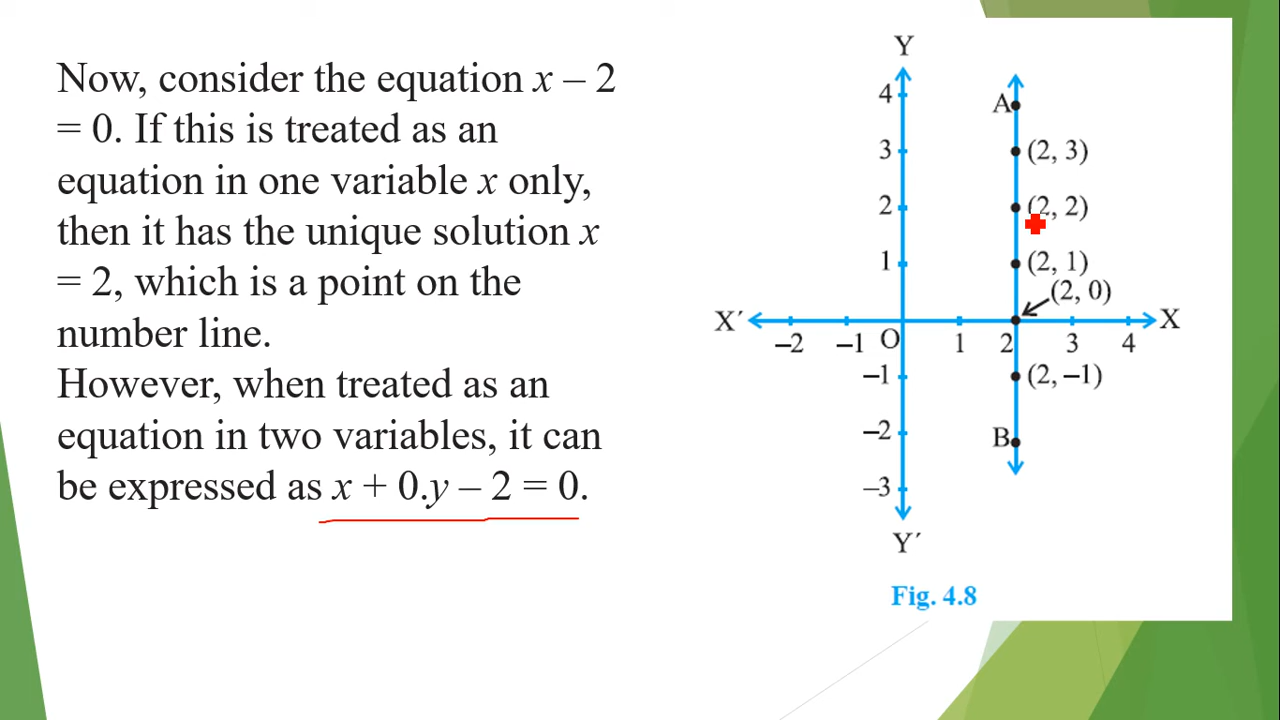 Now, consider the equation x – 2
= 0. If this is treated as an
equation in one variable x only,
then it has the unique solution x
= 2, which is a point on the
number line.
However, when treated as an
equation in two variables, it can
be expressed as x + 0.y – 2 = 0.
Y
4
A
3
(2, 3)
2
(2, 2)
1
(2, 1)
(2, 0)
X′
X
–2
–1
O
1
2
3
4
–1
(2, –1)
–2
B
–3
Y′
Fig. 4.8